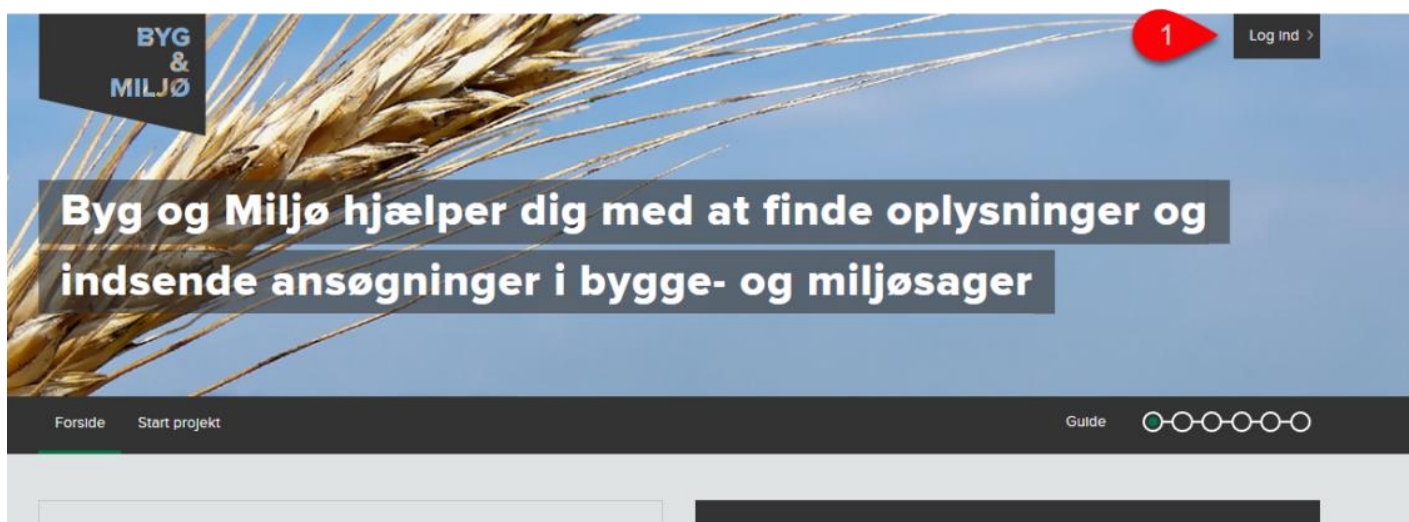 BYG
&
MILJØ
1
Log ind >
Byg og Miljø hjælper dig med at finde oplysninger og
indsende ansøgninger i bygge- og miljøsager
Forside Start projekt Guide